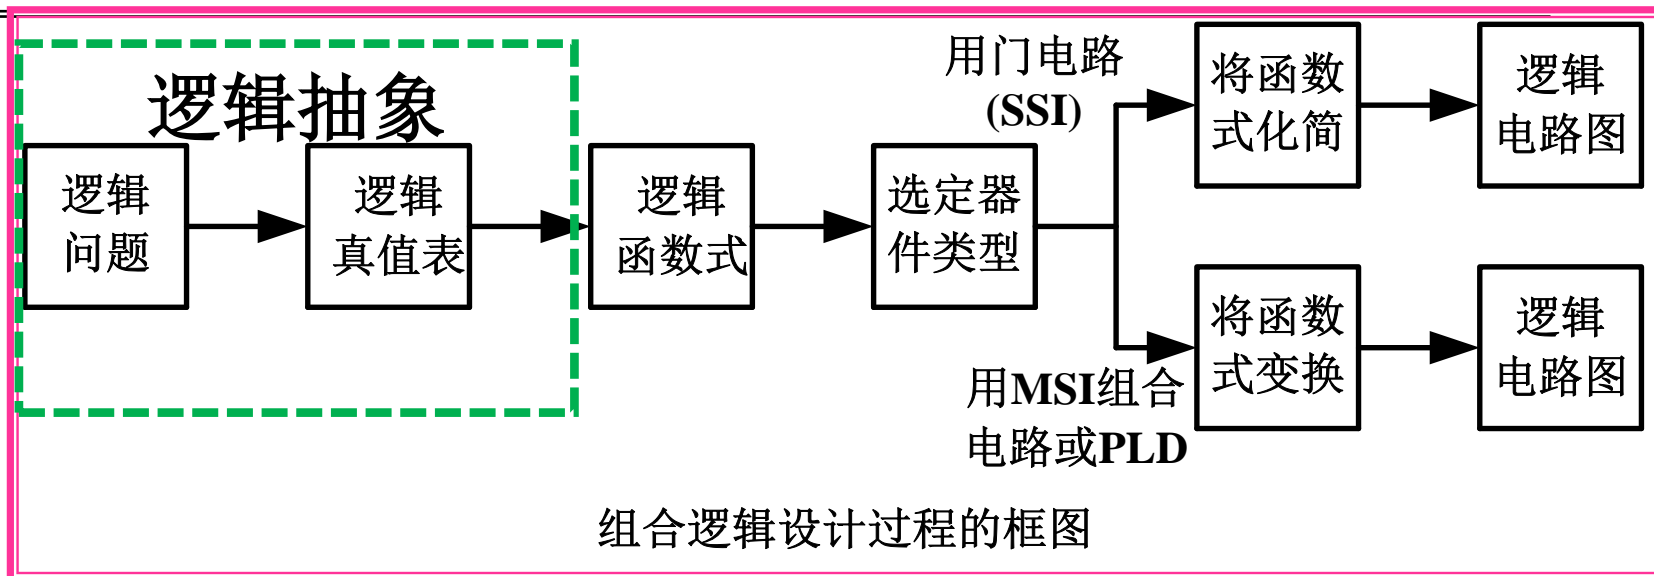 逻辑抽象
逻辑
问题
逻辑
真值表
逻辑
函数式
选定器
件类型
用门电路
(SSI)
将函数
式化简
逻辑
电路图
用MSI组合
电路或PLD
将函数
式变换
逻辑
电路图
组合逻辑设计过程的框图